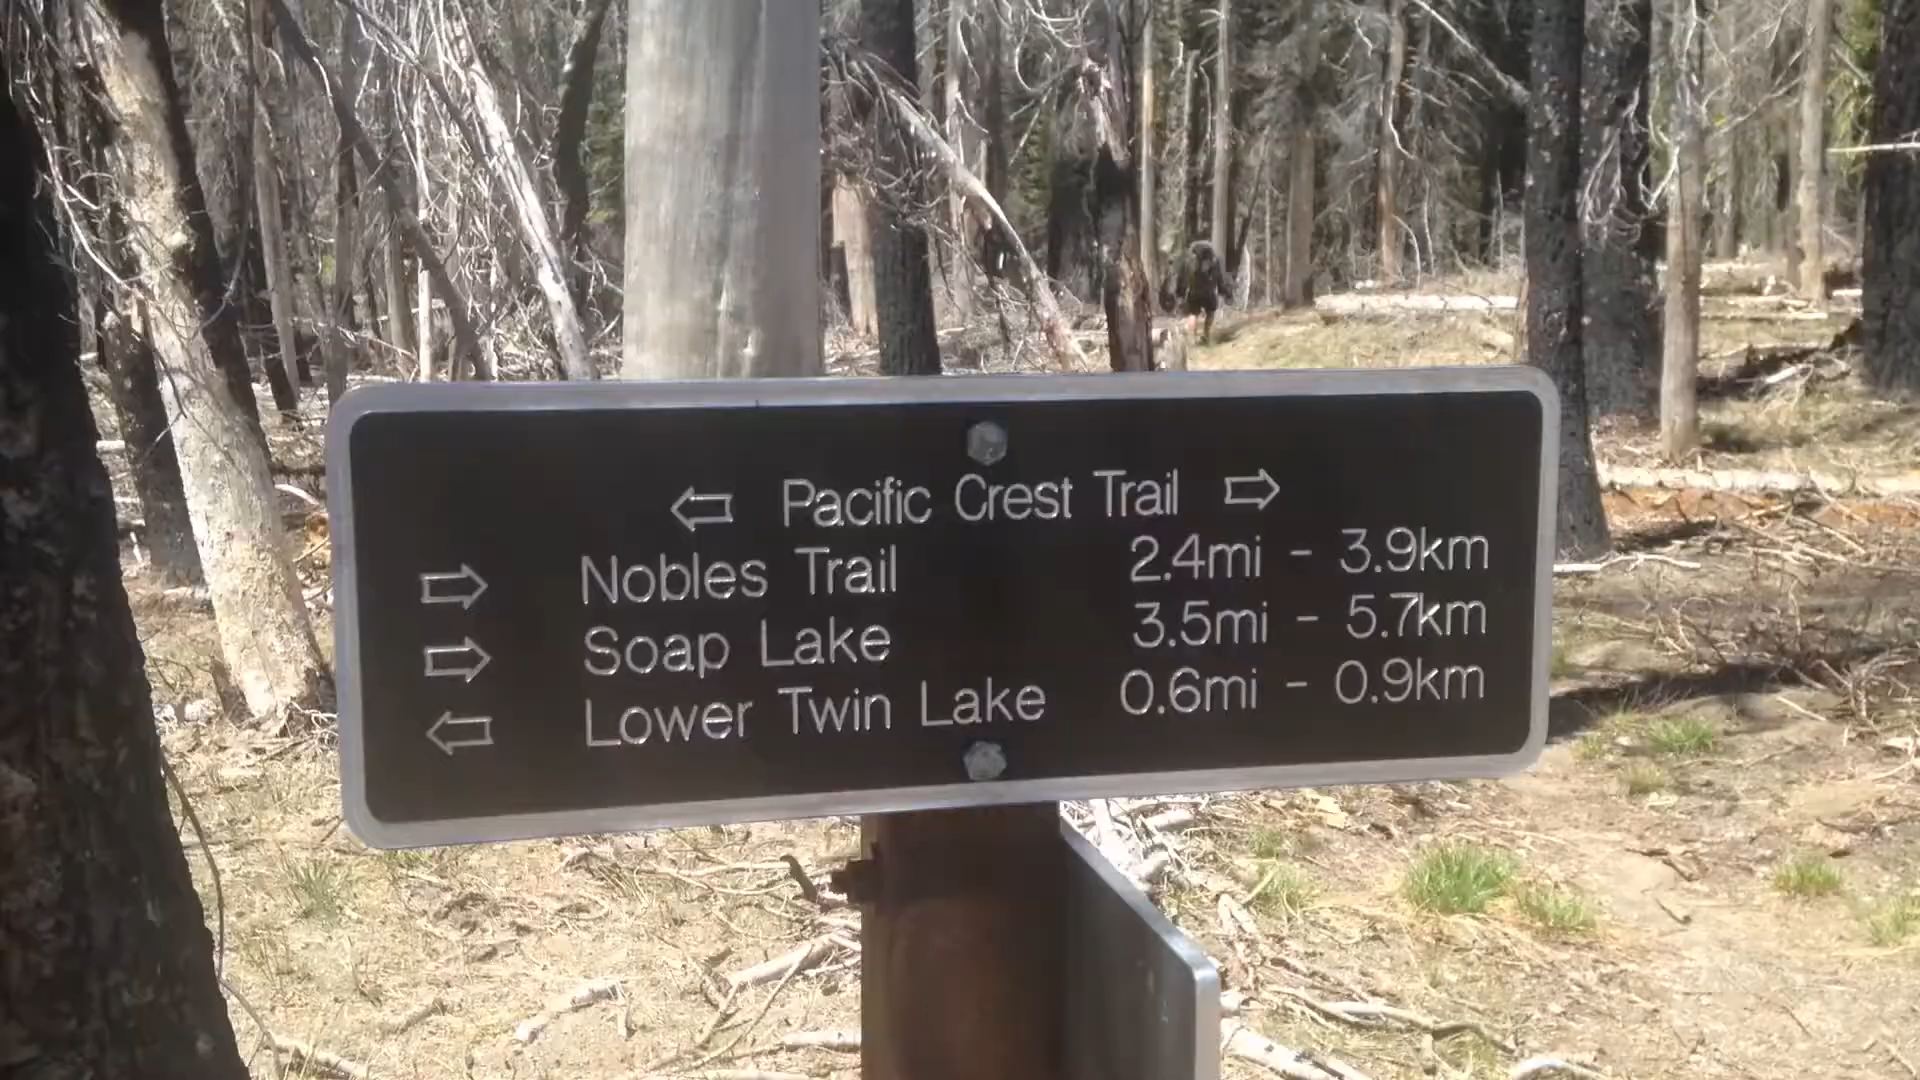 ⇦ Pacific Crest Trail ⇨
⇨ Nobles Trail 2.4mi - 3.9km
⇨ Soap Lake 3.5mi - 5.7km
⇦ Lower Twin Lake 0.6mi - 0.9km